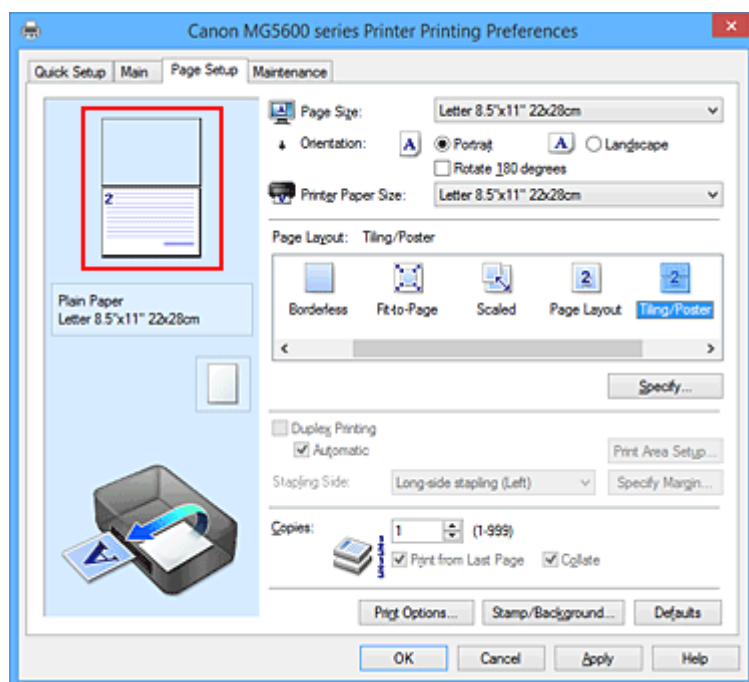 Canon MG5600 series Printer Printing Preferences
Quick Setup Main Page Setup Maintenance
Page Size: Letter 8.5"x11" 22x28cm
Orientation: A Portrait A Landscape
Rotate 180 degrees
Printer Paper Size: Letter 8.5"x11" 22x28cm
2
Page Layout: Tiling/Poster
2 2
Borderless Fit-to-Page Scaled Page Layout Tiling/Poster
Plain Paper
Letter 8.5"x11" 22x28cm
Specify...
Duplex Printing
Automatic Print Area Setup...
Stapling Side: Long-side stapling (Left) Specify Margin...
Copies: 1 (1-999)
Print from Last Page Collate
A
Print Options... Stamp/Background... Defaults
OK Cancel Apply Help